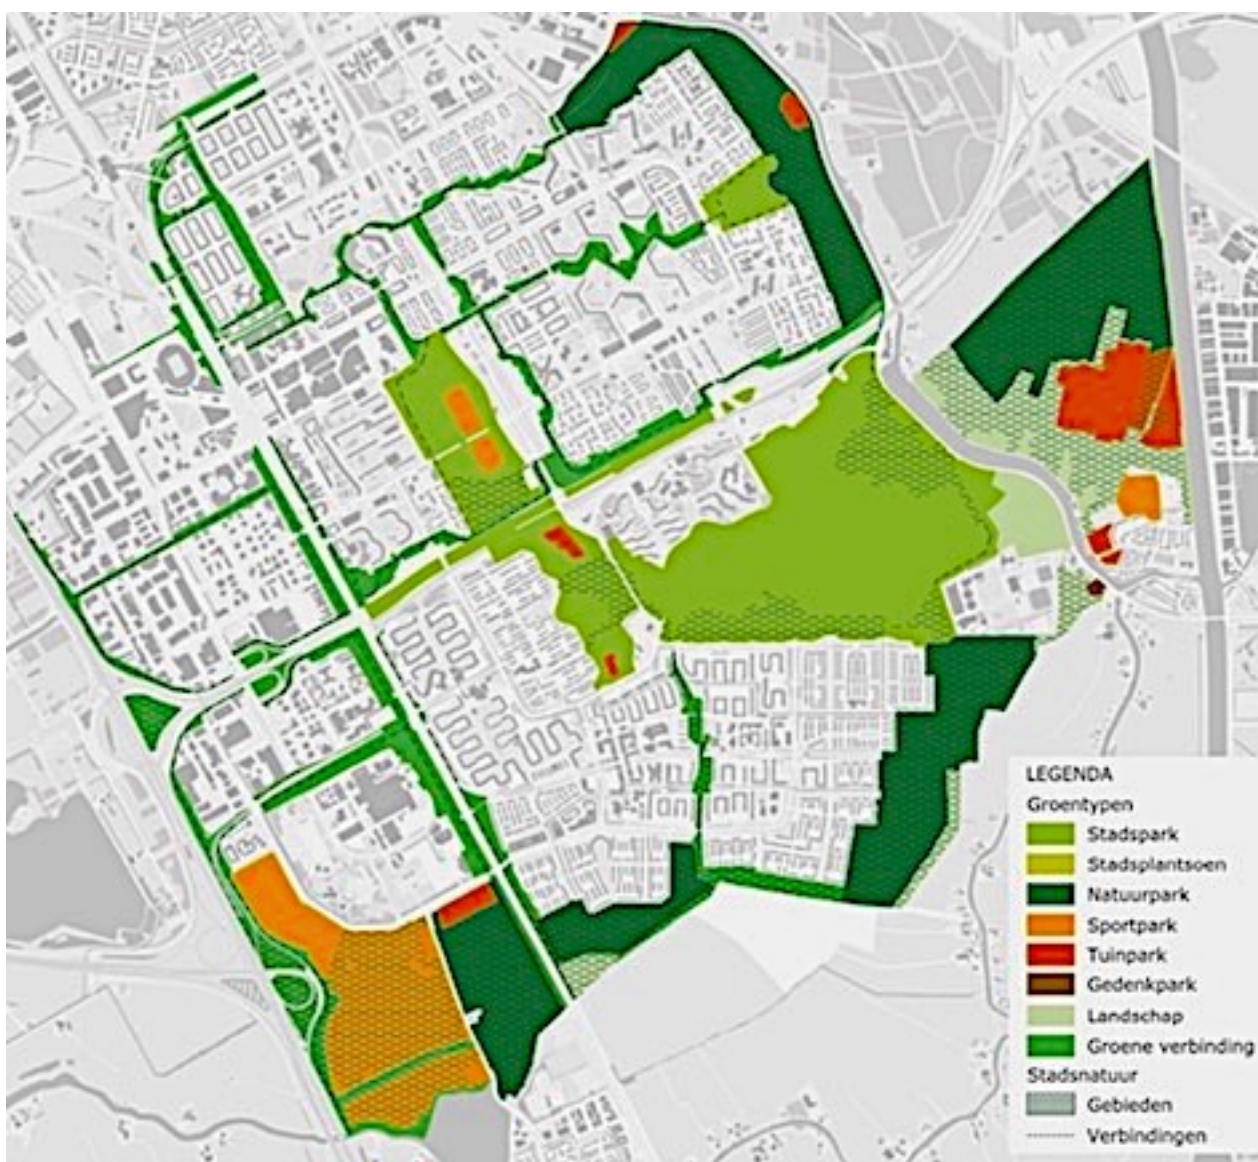 LEGENDA
Groentypen
Stadspark
Stadsplantsoen
Natuurpark
Sportpark
Tuinpark
Gedenkpark
Landschap
Groene verbinding
Stadsnatuur
Gebieden
Verbindingen